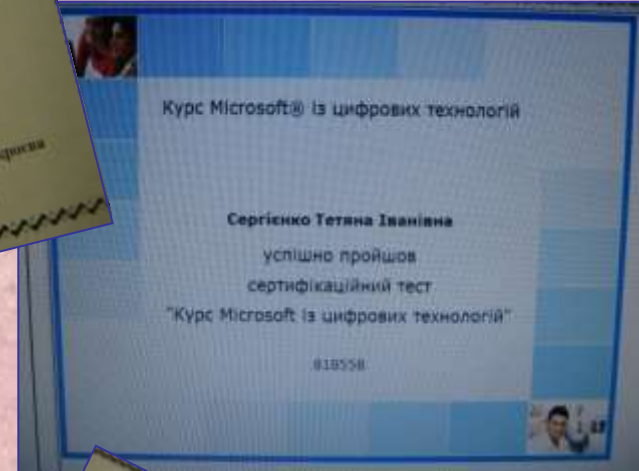 Курс Microsoft® із цифрових технологій
Сергієнко Тетяна Іванівна
успішно пройшов
сертифікаційний тест
"Курс Microsoft із цифрових технологій"
818558